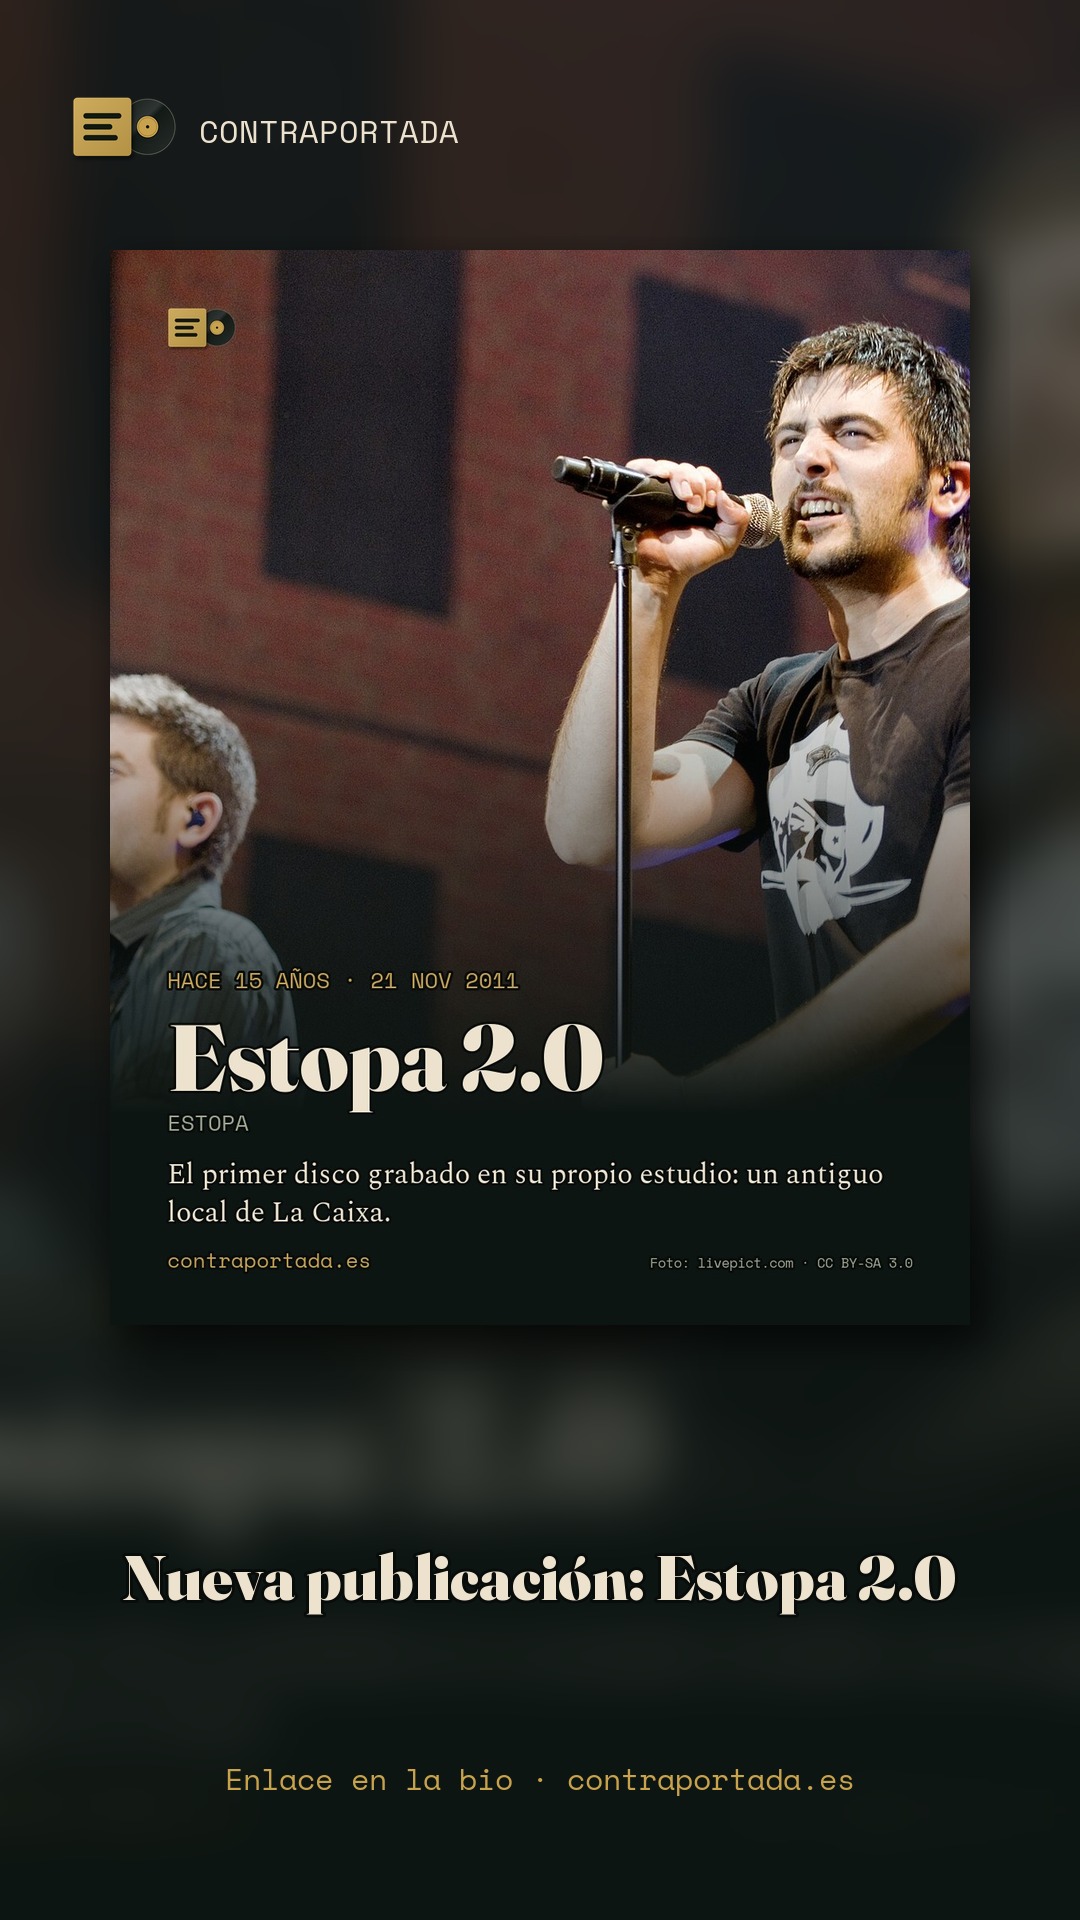 CONTRAPORTADA
HACE 15 AÑOS · 21 NOV 2011
Estopa 2.0
ESTOPA
El primer disco grabado en su propio estudio: un antiguo
local de La Caixa.
contraportada.es
Foto: livepict.com · CC BY-SA 3.0
Nueva publicación: Estopa 2.0
Enlace en la bio · contraportada.es